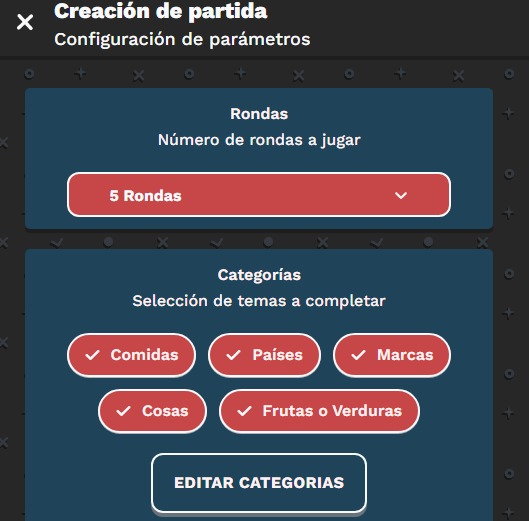 Creación de partida
Configuración de parámetros
Rondas
Número de rondas a jugar
5 Rondas
Categorías
Selección de temas a completar
Comidas
Países
Marcas
Cosas
Frutas o Verduras
EDITAR CATEGORIAS